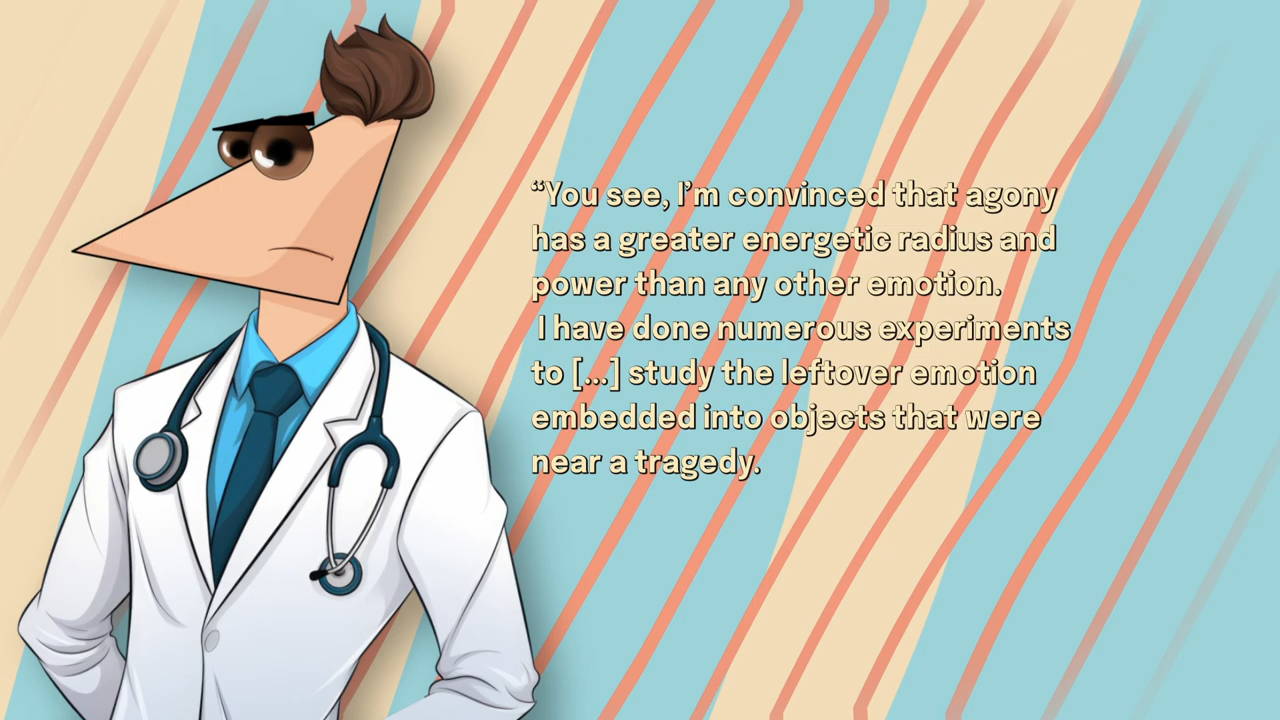 “You see, I’m convinced that agony
has a greater energetic radius and
power than any other emotion.
I have done numerous experiments
to [...] study the leftover emotion
embedded into objects that were
near a tragedy.